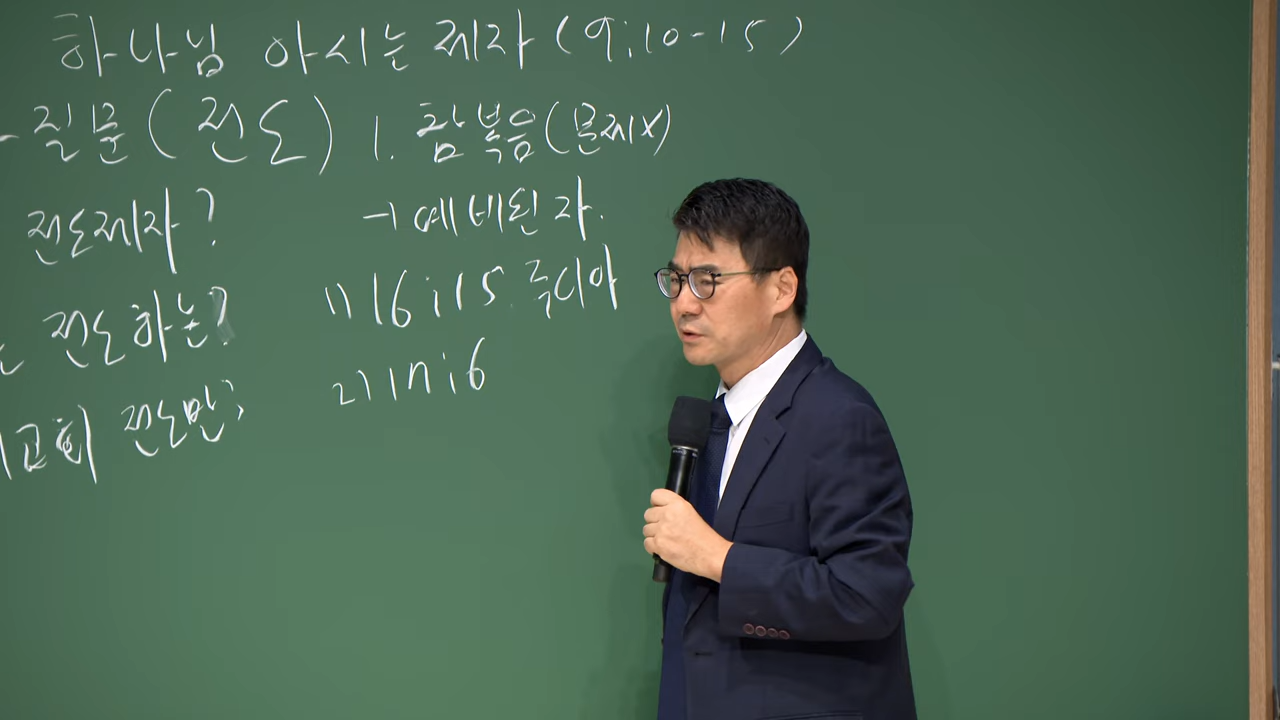 하나님 아시는 제자 (9:10-15)
- 질문 (전도)
전도제자?
전도하는?
교회 전도만;
1. 참복음 (문제x)
→ 예비된 자.
1) 16:15. 루디아
2) 17:6